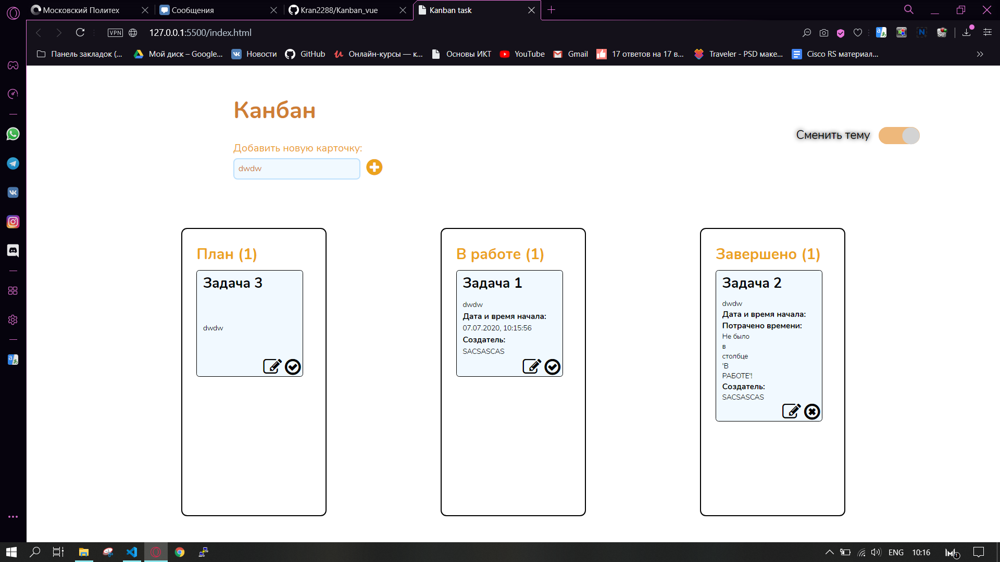 Московский Политех
Сообщения
Kran2288/Kanban_vue
Kanban task
VPN
127.0.0.1:5500/index.html
Панель закладок (...
Мой диск – Google...
Новости
GitHub
Онлайн-курсы — к...
Основы ИКТ
YouTube
Gmail
17 ответов на 17 в...
Traveler - PSD маке...
Cisco RS материал...
Канбан
Сменить тему
Добавить новую карточку:
dwdw
План (1)
Задача 3
dwdw
В работе (1)
Задача 1
dwdw
Дата и время начала:
07.07.2020, 10:15:56
Создатель:
SACSASCAS
Завершено (1)
Задача 2
dwdw
Дата и время начала:
Потрачено времени:
Не было
в
столбце
'В
РАБОТЕ'!
Создатель:
SACSASCAS
ENG
10:16